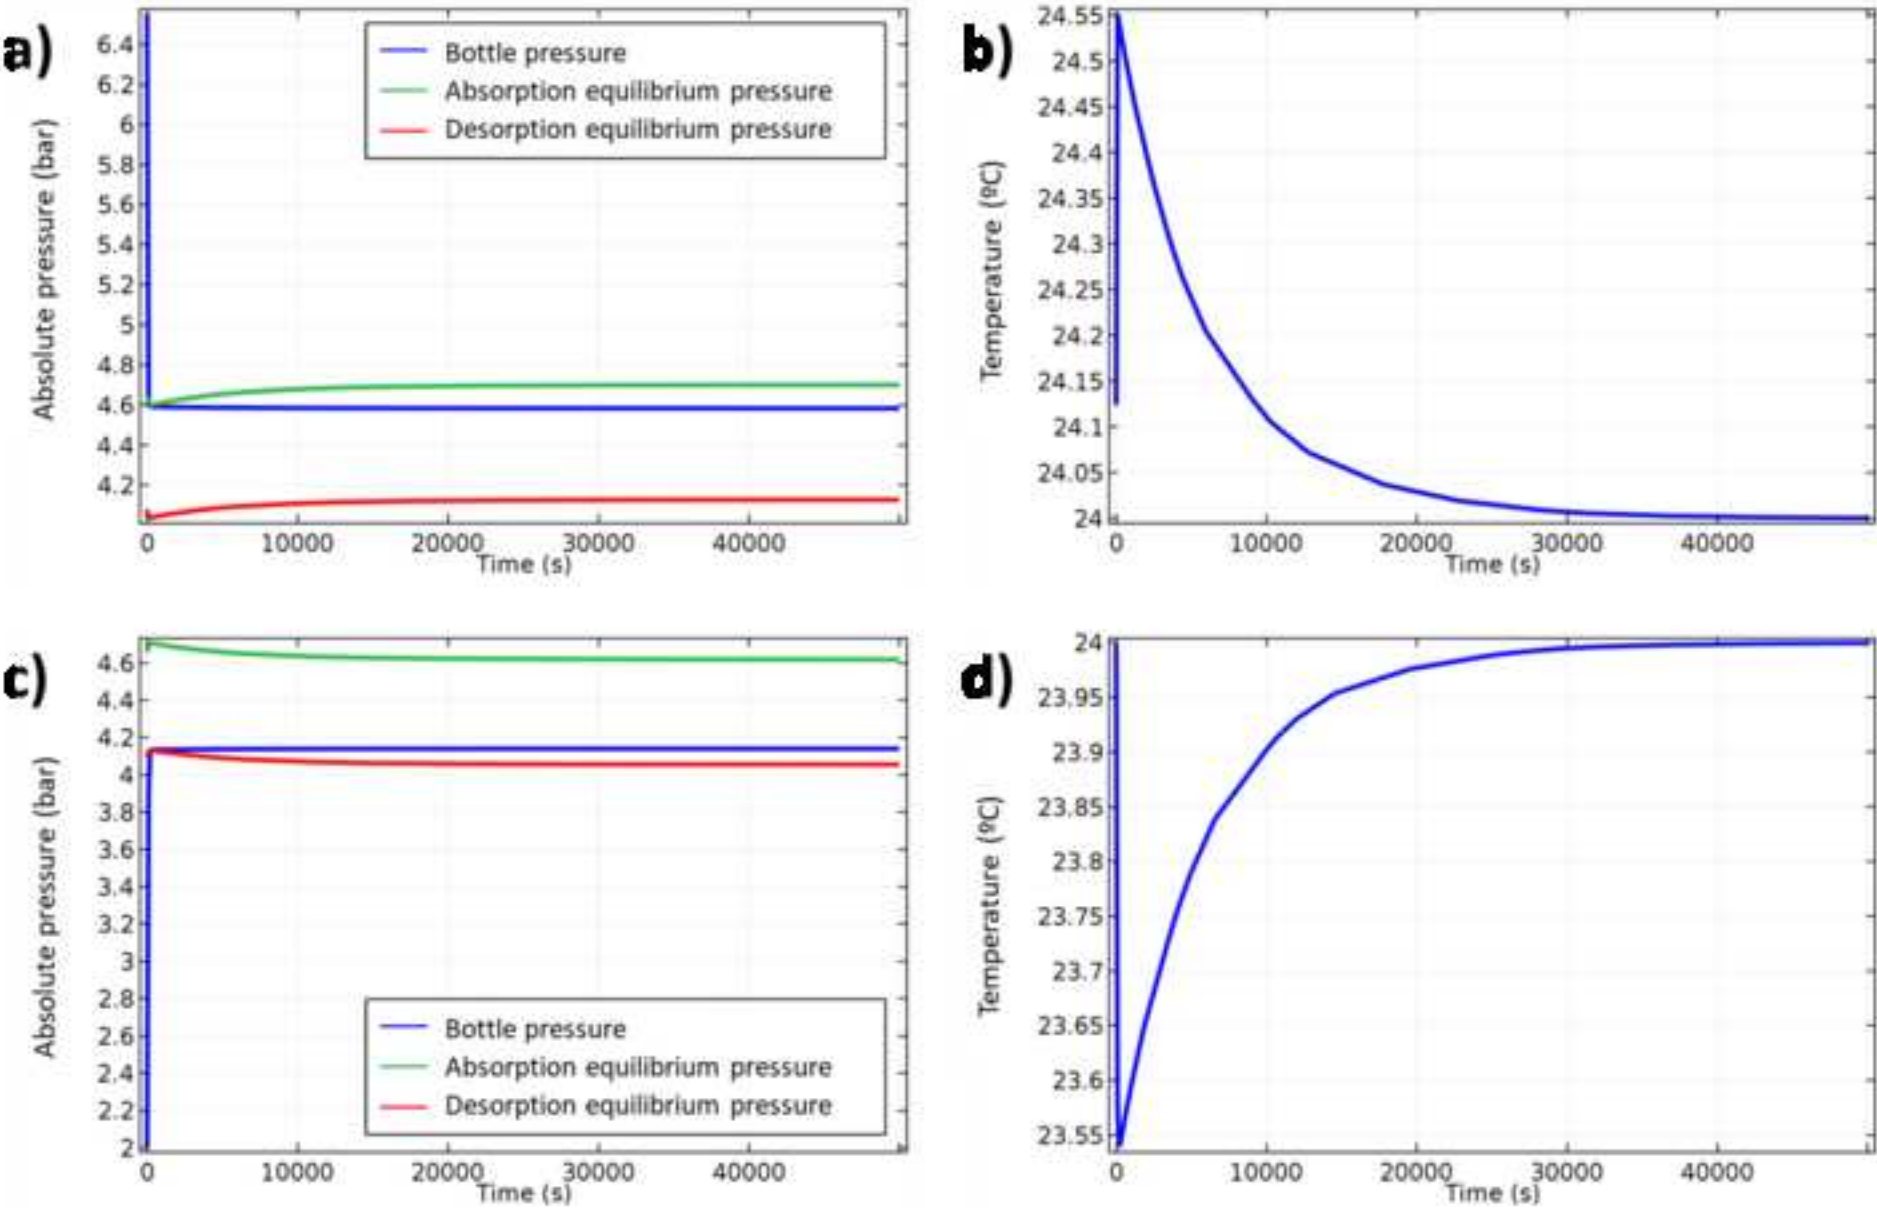 a)
6.4
6.2
6
5.8
5.6
5.4
5.2
5
4.8
4.6
4.4
4.2
Absolute pressure (bar)
Bottle pressure
Absorption equilibrium pressure
Desorption equilibrium pressure
0 10000 20000 30000 40000
Time (s)
b)
24.55
24.5
24.45
24.4
24.35
24.3
24.25
24.2
24.15
24.1
24.05
24
Temperature (ºC)
0 10000 20000 30000 40000
Time (s)
c)
4.6
4.4
4.2
4
3.8
3.6
3.4
3.2
3
2.8
2.6
2.4
2.2
2
Absolute pressure (bar)
Bottle pressure
Absorption equilibrium pressure
Desorption equilibrium pressure
0 10000 20000 30000 40000
Time (s)
d)
24
23.95
23.9
23.85
23.8
23.75
23.7
23.65
23.6
23.55
Temperature (ºC)
0 10000 20000 30000 40000
Time (s)